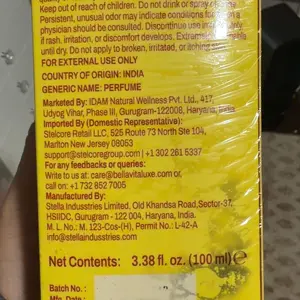 Keep out of reach of children. Do not drink or spray
Persistent, unusual odor may indicate conditions for
physician should be consulted. Discontinue use
if rash, irritation, or discomfort develops. Extremely
until dry. Do not apply to broken, irritated, or itching
FOR EXTERNAL USE ONLY
COUNTRY OF ORIGIN: INDIA
GENERIC NAME: PERFUME
Marketed By: IDAM Natural Wellness Pvt. Ltd., 417,
Udyog Vihar, Phase III, Gurugram-122008, Haryana, India.
Imported By (Domestic Representative):
Stelcore Retail LLC, 525 Route 73 North Ste 104,
Marlton New Jersey 08053
support@stelcoregroup.com | +1 302 261 5337
For any feedbacks or queries:
Write to us at: care@bellavitaluxe.com or
call at: +1 732 852 7005
Manufactured By:
Stella Indusstries Limited, Old Khandsa Road,Sector-37,
HSIIDC, Gurugram - 122 004, Haryana, India.
M. L. No.: M. 123-Cos-(H), Permit No.: L-42-A
info@stellaindusstries.com
Net Contents: 3.38 fl. oz. (100 ml) e
Batch No. :
Mfg. Date :